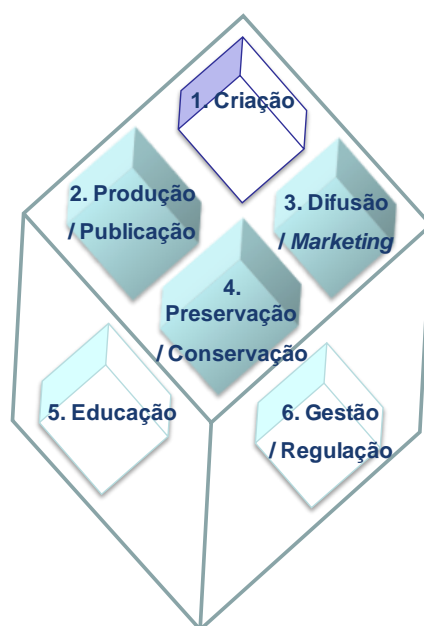 1. Criação
2. Produção
/ Publicação
3. Difusão
/ Marketing
4.
Preservação
/ Conservação
5. Educação
6. Gestão
/ Regulação